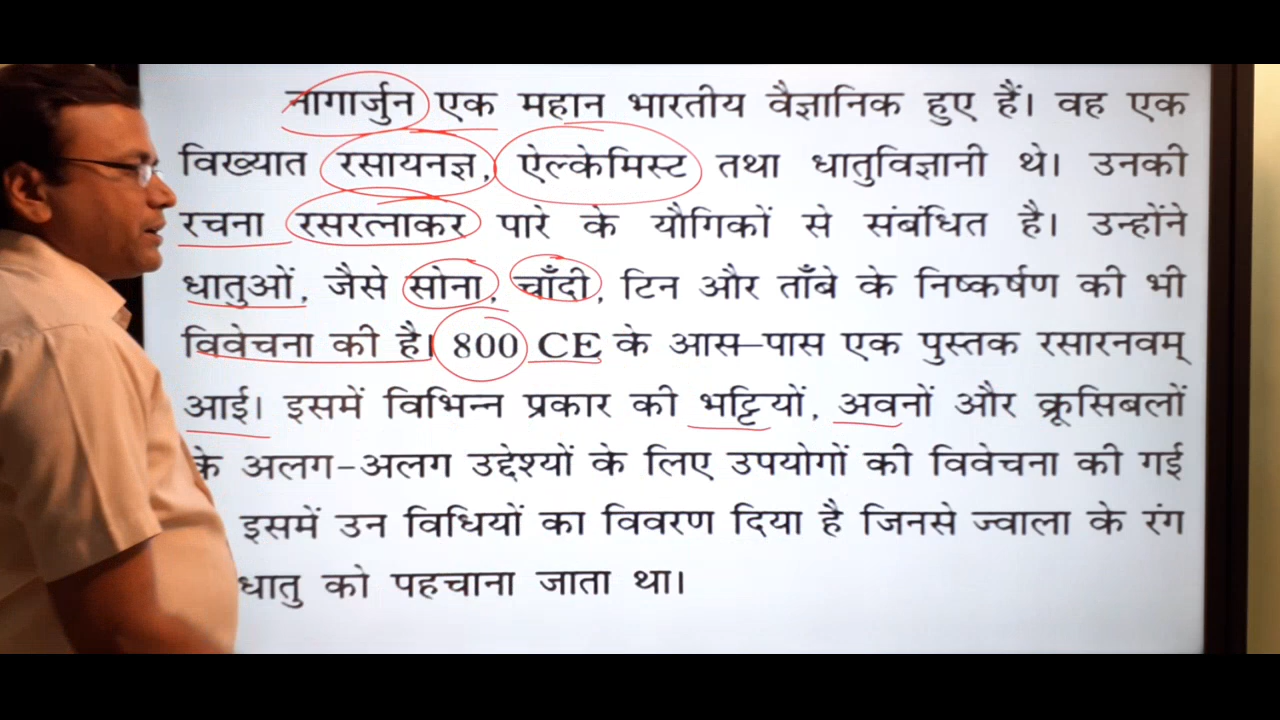 नागार्जुन एक महान भारतीय वैज्ञानिक हुए हैं। वह एक
विख्यात रसायनज्ञ, ऐल्केमिस्ट तथा धातुविज्ञानी थे। उनकी
रचना रसरत्नाकर पारे के यौगिकों से संबंधित है। उन्होंने
धातुओं, जैसे सोना, चाँदी, टिन और ताँबे के निष्कर्षण की भी
विवेचना की है। 800 CE के आस-पास एक पुस्तक रसारनवम्
आई। इसमें विभिन्न प्रकार की भट्टियों, अवनों और क्रूसिबलों
के अलग-अलग उद्देश्यों के लिए उपयोगों की विवेचना की गई
इसमें उन विधियों का विवरण दिया है जिनसे ज्वाला के रंग
धातु को पहचाना जाता था।